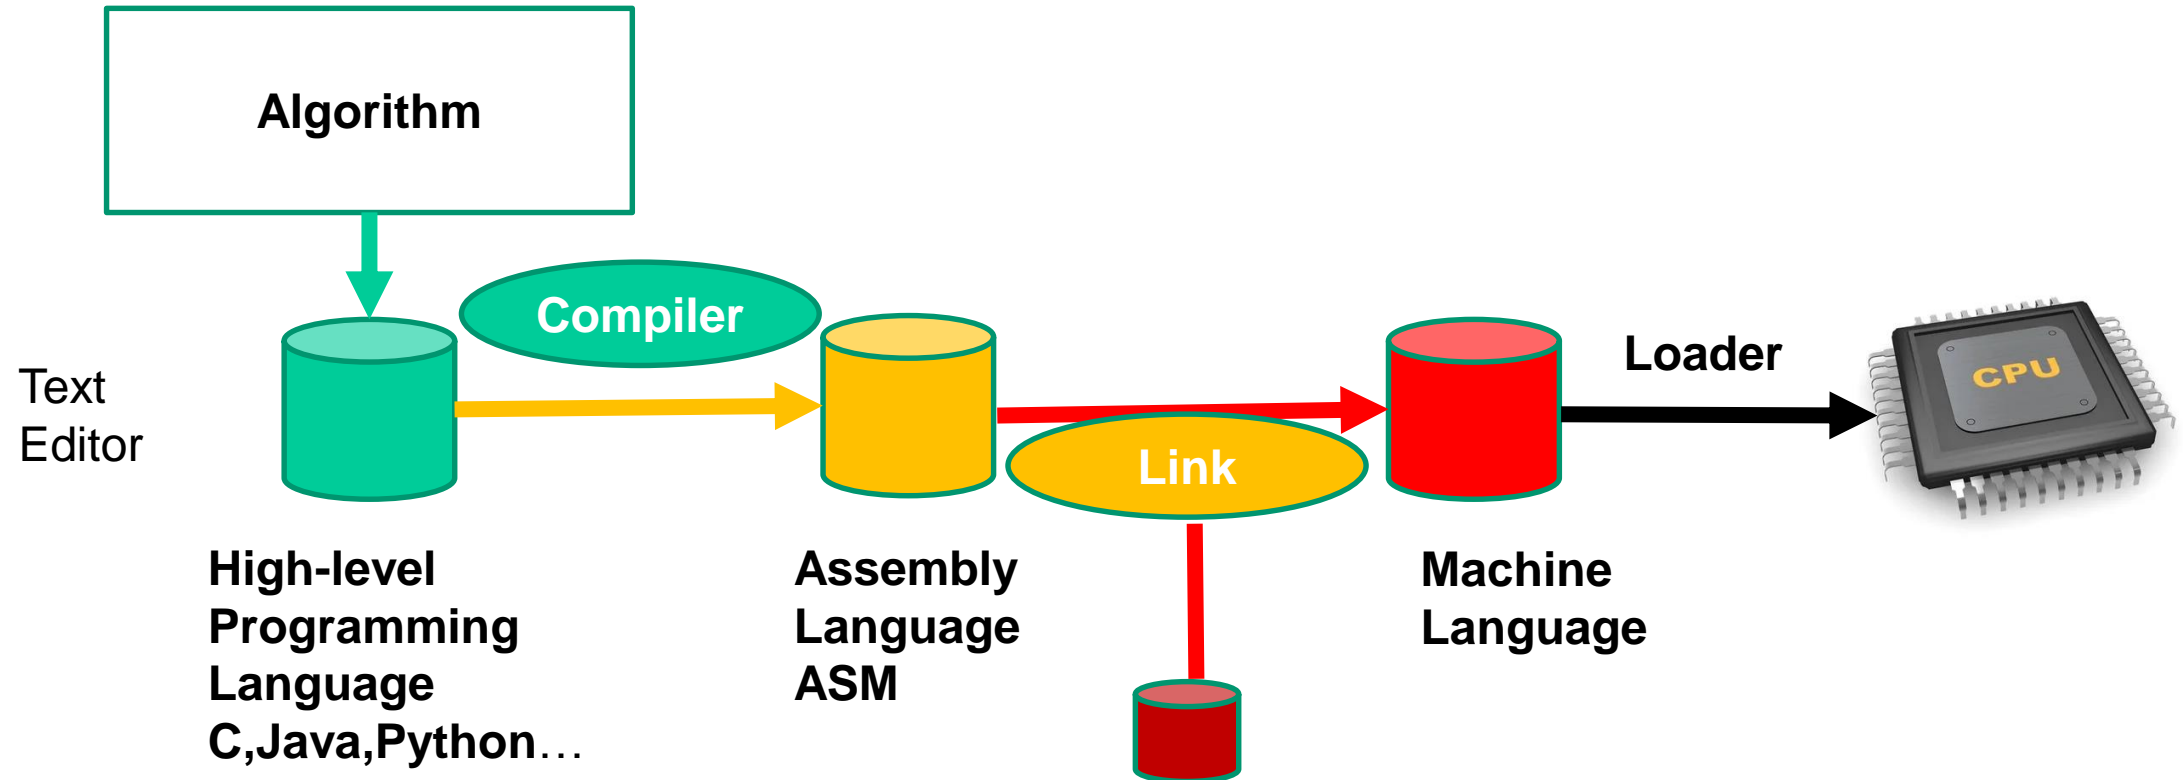 Algorithm
Compiler
Text
Editor
Loader
CPU
Link
High-level
Programming
Language
C,Java,Python…
Assembly
Language
ASM
Machine
Language